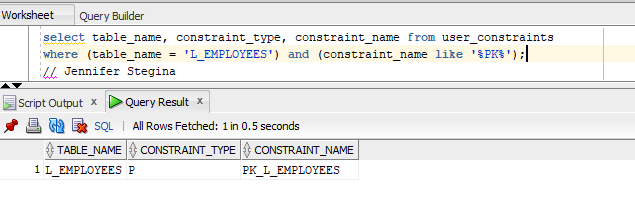 Worksheet Query Builder
select table_name, constraint_type, constraint_name from user_constraints
where (table_name = 'L_EMPLOYEES') and (constraint_name like '%PK%');
// Jennifer Stegina
Script Output x Query Result x
SQL | All Rows Fetched: 1 in 0.5 seconds
TABLE_NAME CONSTRAINT_TYPE CONSTRAINT_NAME
1 L_EMPLOYEES P PK_L_EMPLOYEES